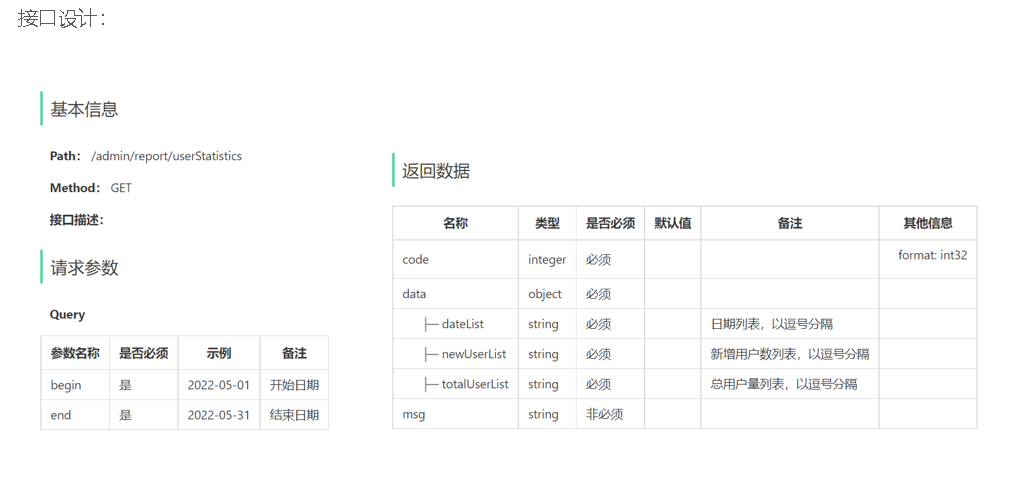 接口设计：
基本信息
Path： /admin/report/userStatistics
Method： GET
接口描述：
请求参数
Query
参数名称 是否必须 示例 备注
begin 是 2022-05-01 开始日期
end 是 2022-05-31 结束日期
返回数据
名称 类型 是否必须 默认值 备注 其他信息
code integer 必须 format: int32
data object 必须
├─ dateList string 必须 日期列表，以逗号分隔
├─ newUserList string 必须 新增用户数列表，以逗号分隔
├─ totalUserList string 必须 总用户量列表，以逗号分隔
msg string 非必须